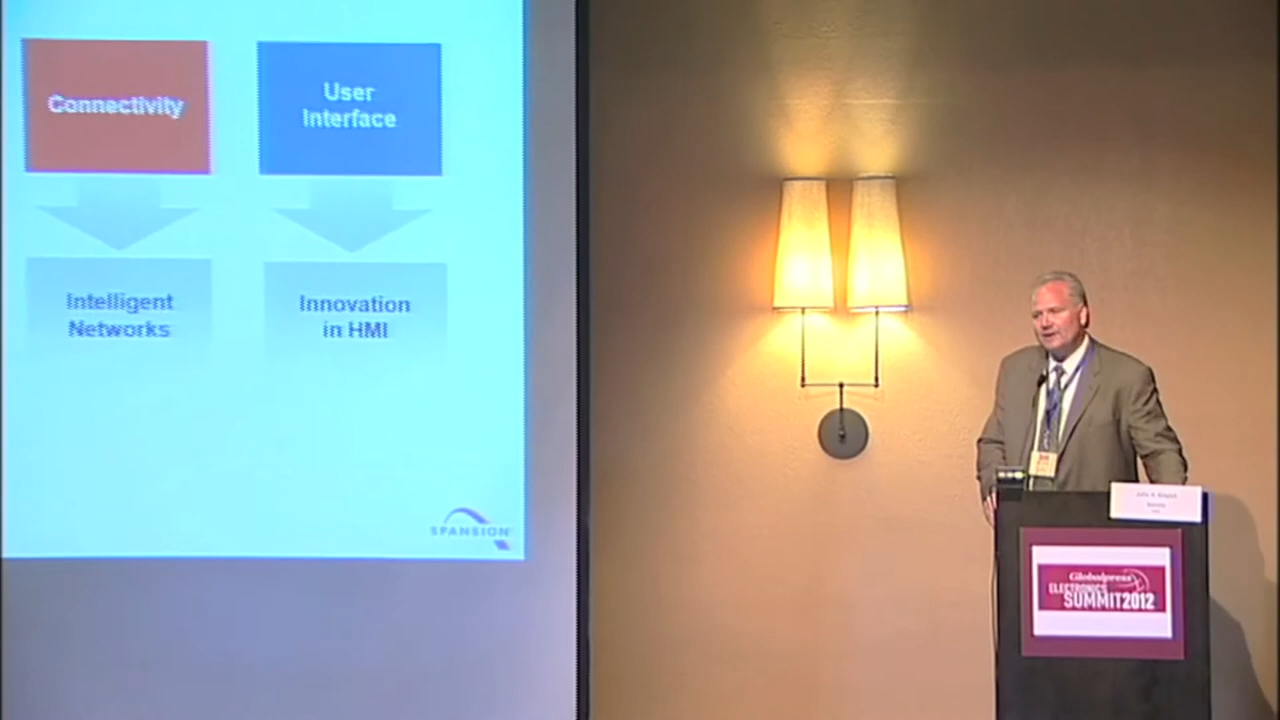 Connectivity
User
Interface
Intelligent
Networks
Innovation
in HMI
SPANSION
Globalpress
ELECTRONICS
SUMMIT2012